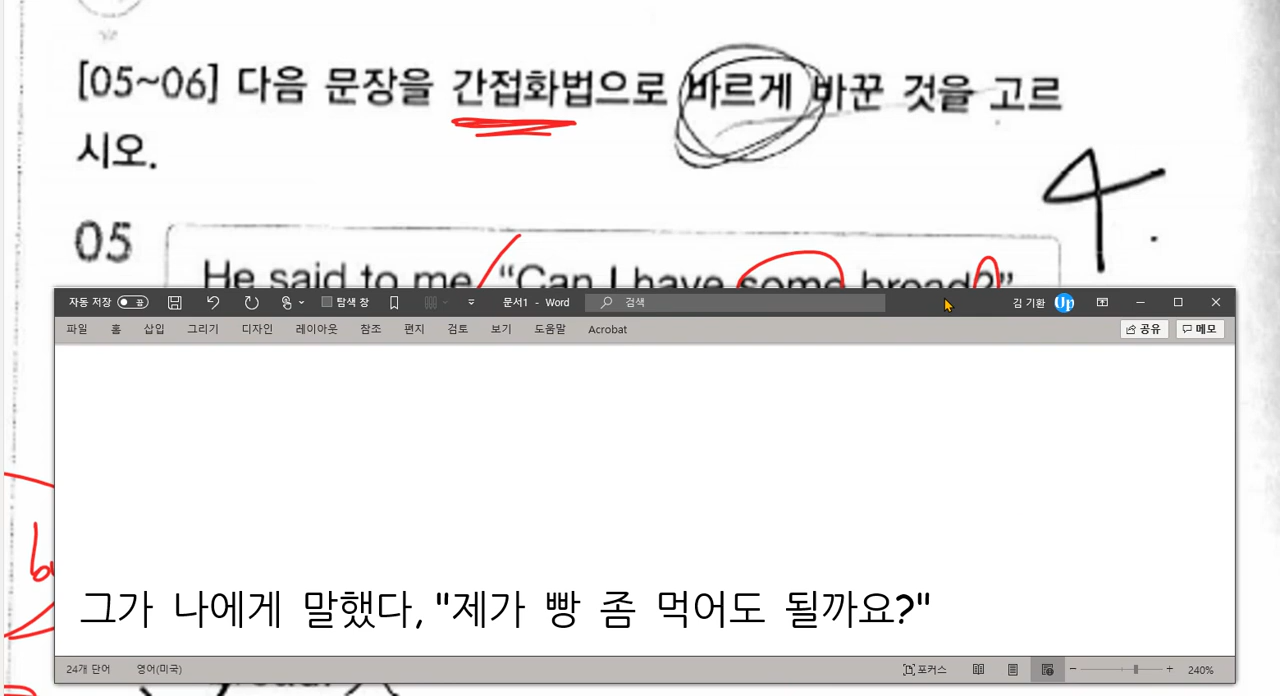 [05~06] 다음 문장을 간접화법으로 바르게 바꾼 것을 고르
시오.
4.
05
He said to me, "Can I have some bread?"
자동 저장 검색 탐색 창 문서1 - Word 김 기환 Up
파일 홈 삽입 그리기 디자인 레이아웃 참조 편지 검토 보기 도움말 Acrobat 공유 메모
그가 나에게 말했다, "제가 빵 좀 먹어도 될까요?"
24개 단어 영어(미국) 포커스 240%